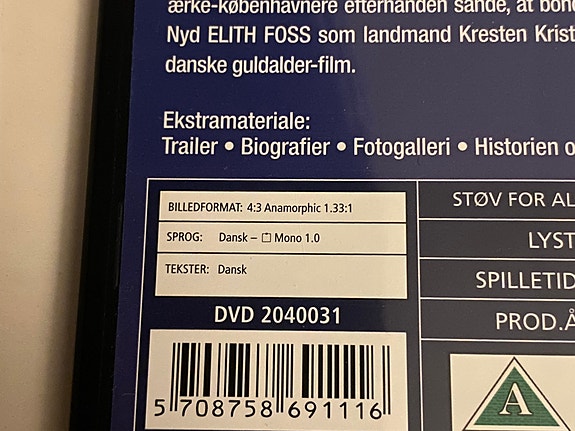 ærke-københavnere efterhånden sande, at
Nyd ELITH FOSS som landmand Kresten
danske guldalder-film.
Ekstramateriale:
Trailer • Biografier • Fotogalleri • Historien
BILLEDFORMAT: 4:3 Anamorphic 1.33:1
SPROG: Dansk – Mono 1.0
TEKSTER: Dansk
DVD 2040031
5 708758 691116
STØV FOR AL
LYST
SPILLETID
PROD.Å
A